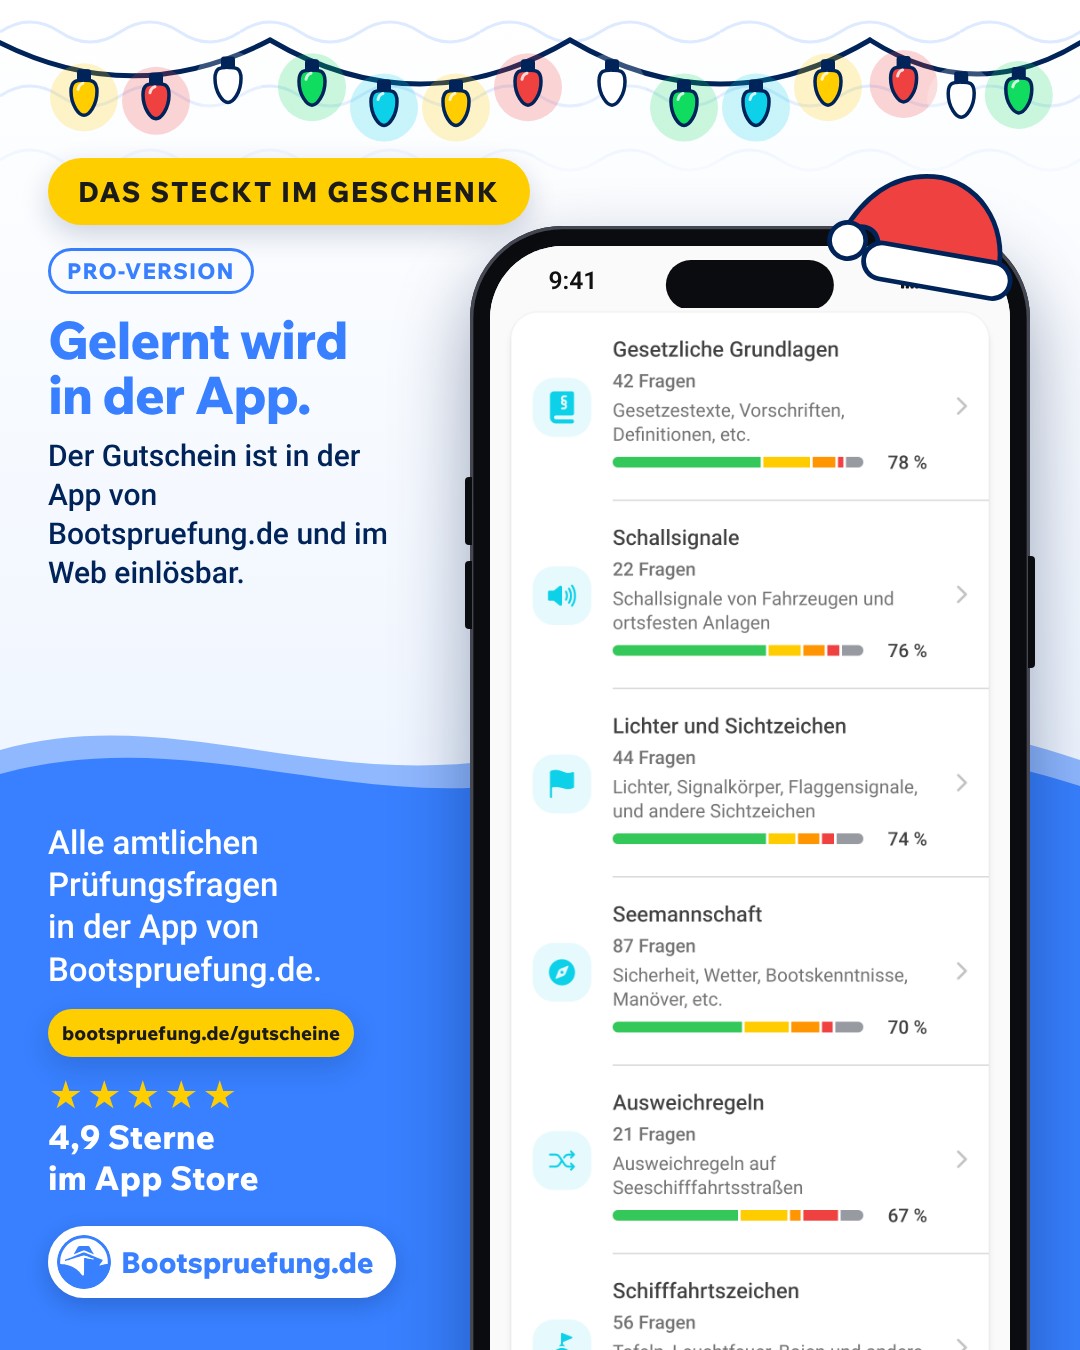 DAS STECKT IM GESCHENK
PRO-VERSION
Gelernt wird
in der App.
Der Gutschein ist in der
App von
Bootspruefung.de und im
Web einlösbar.
Alle amtlichen
Prüfungsfragen
in der App von
Bootspruefung.de.
bootspruefung.de/gutscheine
4,9 Sterne
im App Store
Bootspruefung.de
9:41
Gesetzliche Grundlagen
42 Fragen
Gesetzestexte, Vorschriften,
Definitionen, etc.
78 %
Schallsignale
22 Fragen
Schallsignale von Fahrzeugen und
ortsfesten Anlagen
76 %
Lichter und Sichtzeichen
44 Fragen
Lichter, Signalkörper, Flaggensignale,
und andere Sichtzeichen
74 %
Seemannschaft
87 Fragen
Sicherheit, Wetter, Bootskenntnisse,
Manöver, etc.
70 %
Ausweichregeln
21 Fragen
Ausweichregeln auf
Seeschifffahrtsstraßen
67 %
Schifffahrtszeichen
56 Fragen
Tafeln, Leuchtfeuer, Bojen und andere